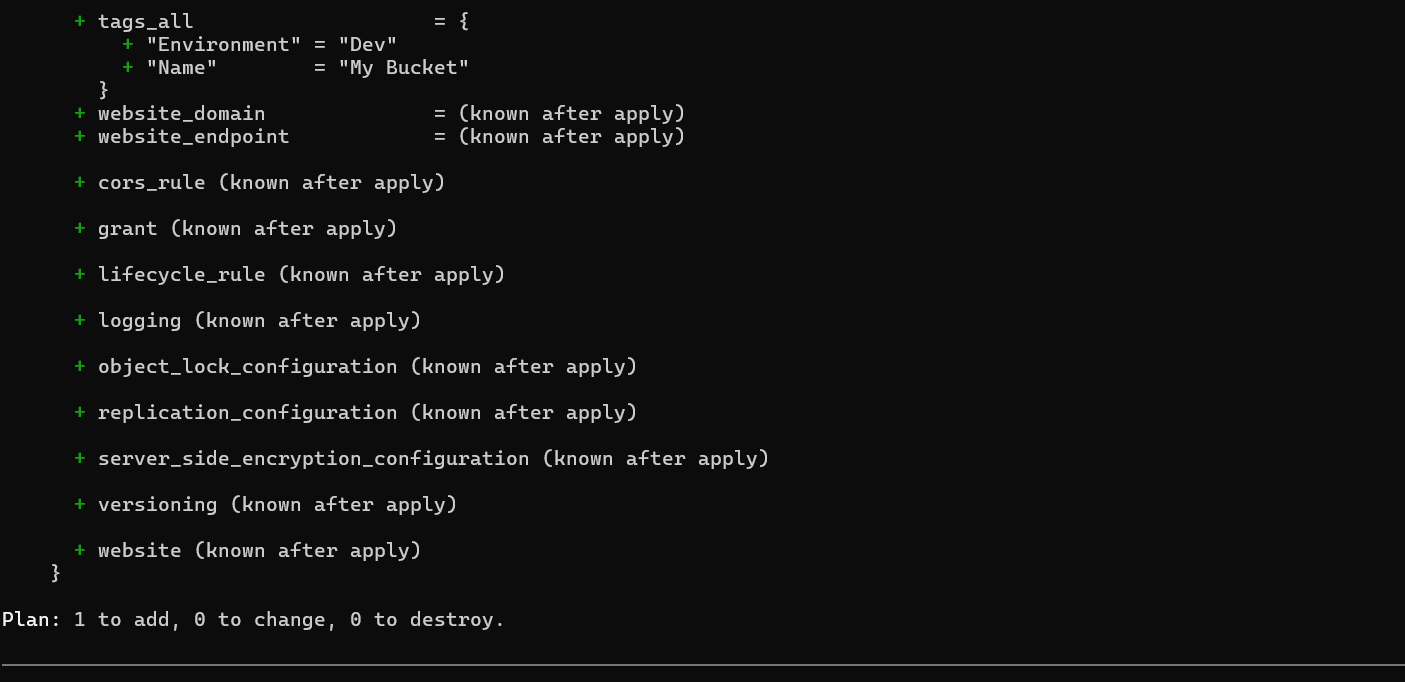 + tags_all                    = {
          + "Environment" = "Dev"
          + "Name"        = "My Bucket"
        }
      + website_domain              = (known after apply)
      + website_endpoint            = (known after apply)

      + cors_rule (known after apply)

      + grant (known after apply)

      + lifecycle_rule (known after apply)

      + logging (known after apply)

      + object_lock_configuration (known after apply)

      + replication_configuration (known after apply)

      + server_side_encryption_configuration (known after apply)

      + versioning (known after apply)

      + website (known after apply)
    }

Plan: 1 to add, 0 to change, 0 to destroy.